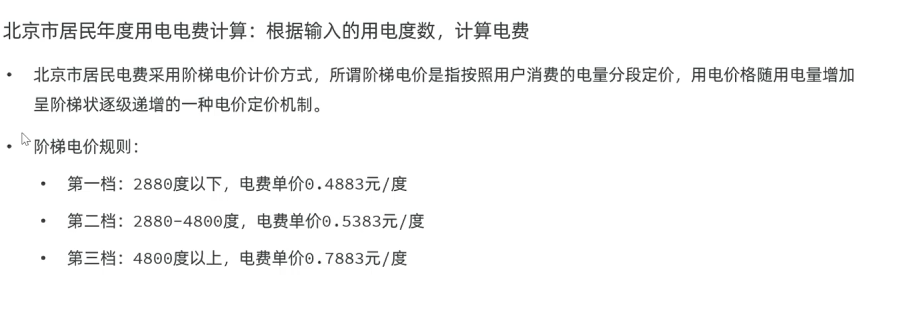 北京市居民年度用电电费计算：根据输入的用电度数，计算电费
• 北京市居民电费采用阶梯电价计价方式，所谓阶梯电价是指按照用户消费的电量分段定价，用电价格随用电量增加
呈阶梯状逐级递增的一种电价定价机制。
• 阶梯电价规则：
• 第一档：2880度以下，电费单价0.4883元/度
• 第二档：2880-4800度，电费单价0.5383元/度
• 第三档：4800度以上，电费单价0.7883元/度